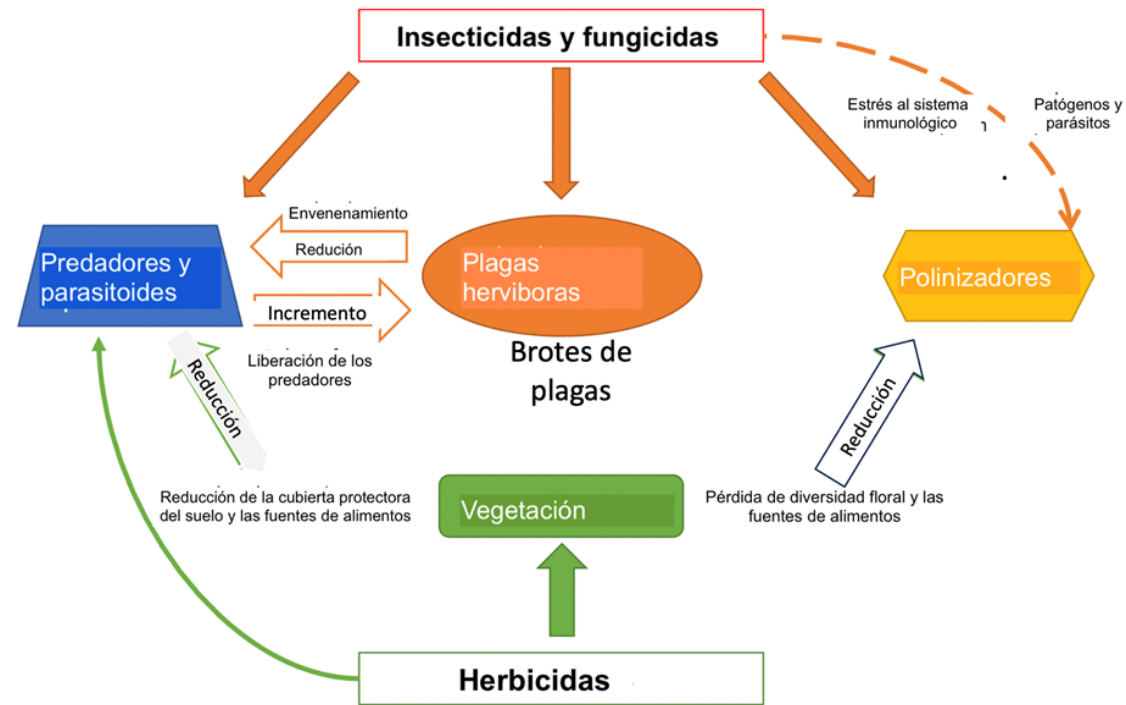 Insecticidas y fungicidas
Estrés al sistema
inmunológico
Patógenos y
parásitos
Envenenamiento
Redución
Predadores y
parasitoides
Plagas
herviboras
Polinizadores
Incremento
Liberación de los
predadores
Brotes de
plagas
Reducción
Reducción
Reducción de la cubierta protectora
del suelo y las fuentes de alimentos
Vegetación
Pérdida de diversidad floral y las
fuentes de alimentos
Herbicidas